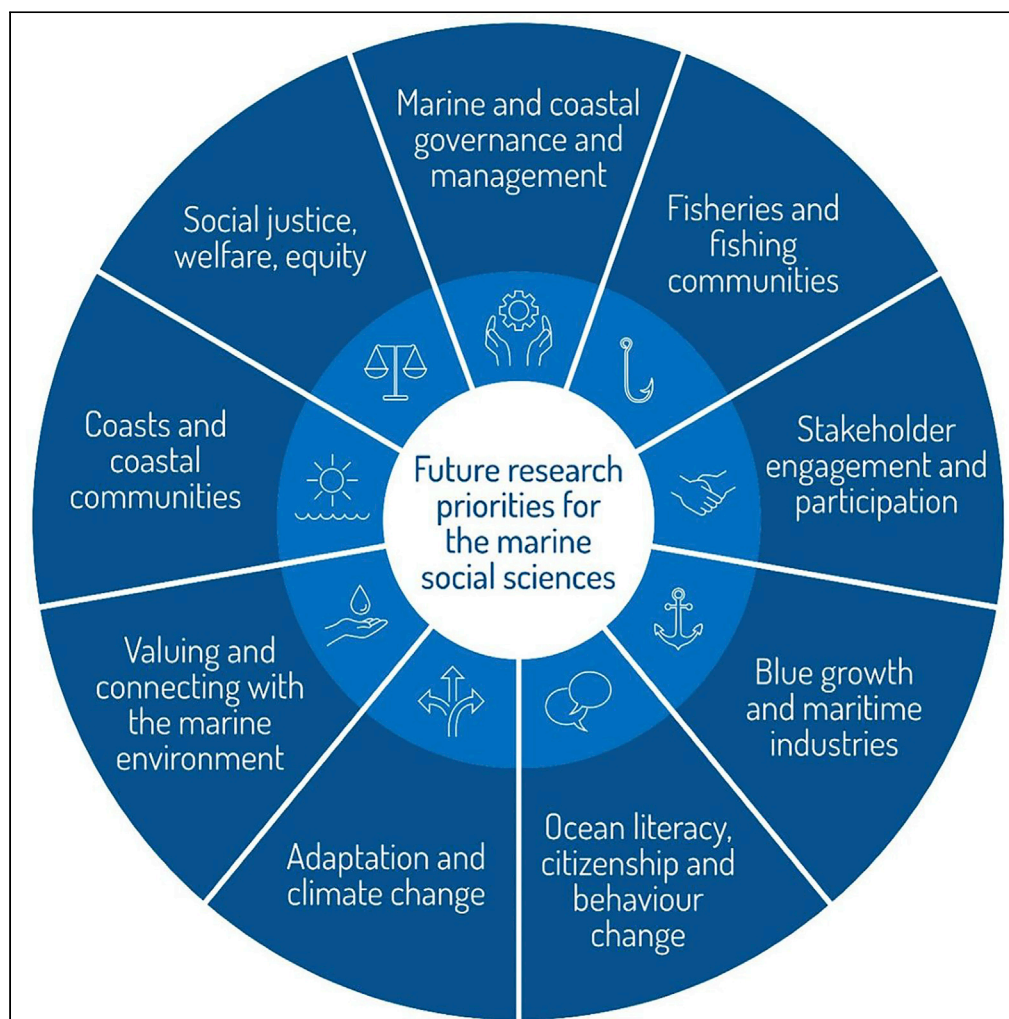 Marine and coastal
governance and
management
Fisheries and
fishing
communities
Stakeholder
engagement and
participation
Blue growth
and maritime
industries
Ocean literacy,
citizenship and
behaviour
change
Adaptation and
climate change
Valuing and
connecting with
the marine
environment
Coasts and
coastal
communities
Social justice,
welfare, equity
Future research
priorities for
the marine
social sciences